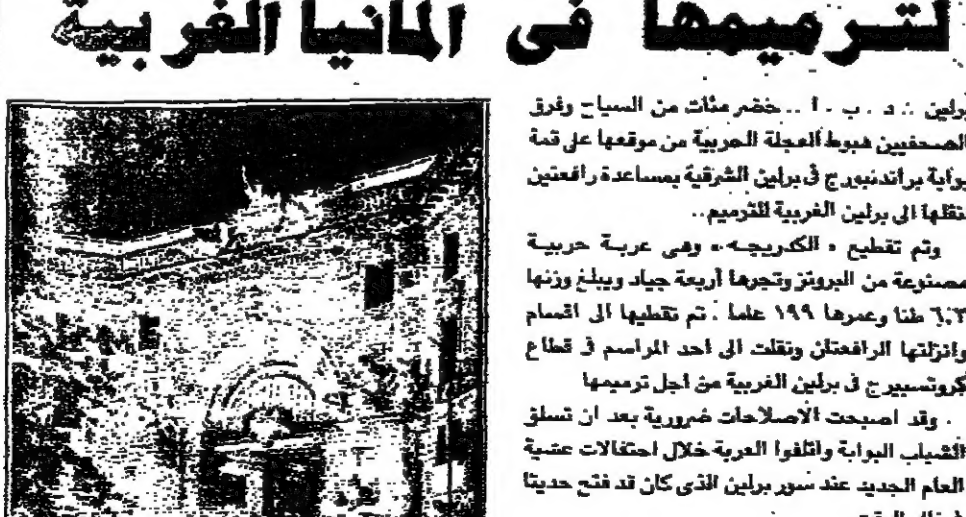 لترميمها فى المانيا الغربية
برلين : د . ب . ا .. حضر مئات من السياح وفرق
الصحفيين هبوط العجلة الحربية من موقعها على قمة
بوابة براندنبورج فى برلين الشرقية بمساعدة رافعتين
لنقلها الى برلين الغربية للترميم ..
وتم تقطيع « الكدريجه » وهى عربة حربية
مصنوعة من البرونز وتجرها أربعة جياد ويبلغ وزنها
٦,٣ طنا وعمرها ١٩٩ عاما . تم تقطيها الى اقسام
وانزلتها الرافعتان ونقلت الى احد المراسم فى قطاع
كروتسبيرج فى برلين الغربية من اجل ترميمها
. وقد اصبحت الاصلاحات ضرورية بعد ان تسلق
الشباب البوابة واتلفوا العربة خلال احتفالات عشية
العام الجديد عند سور برلين الذى كان قد فتح حديثا